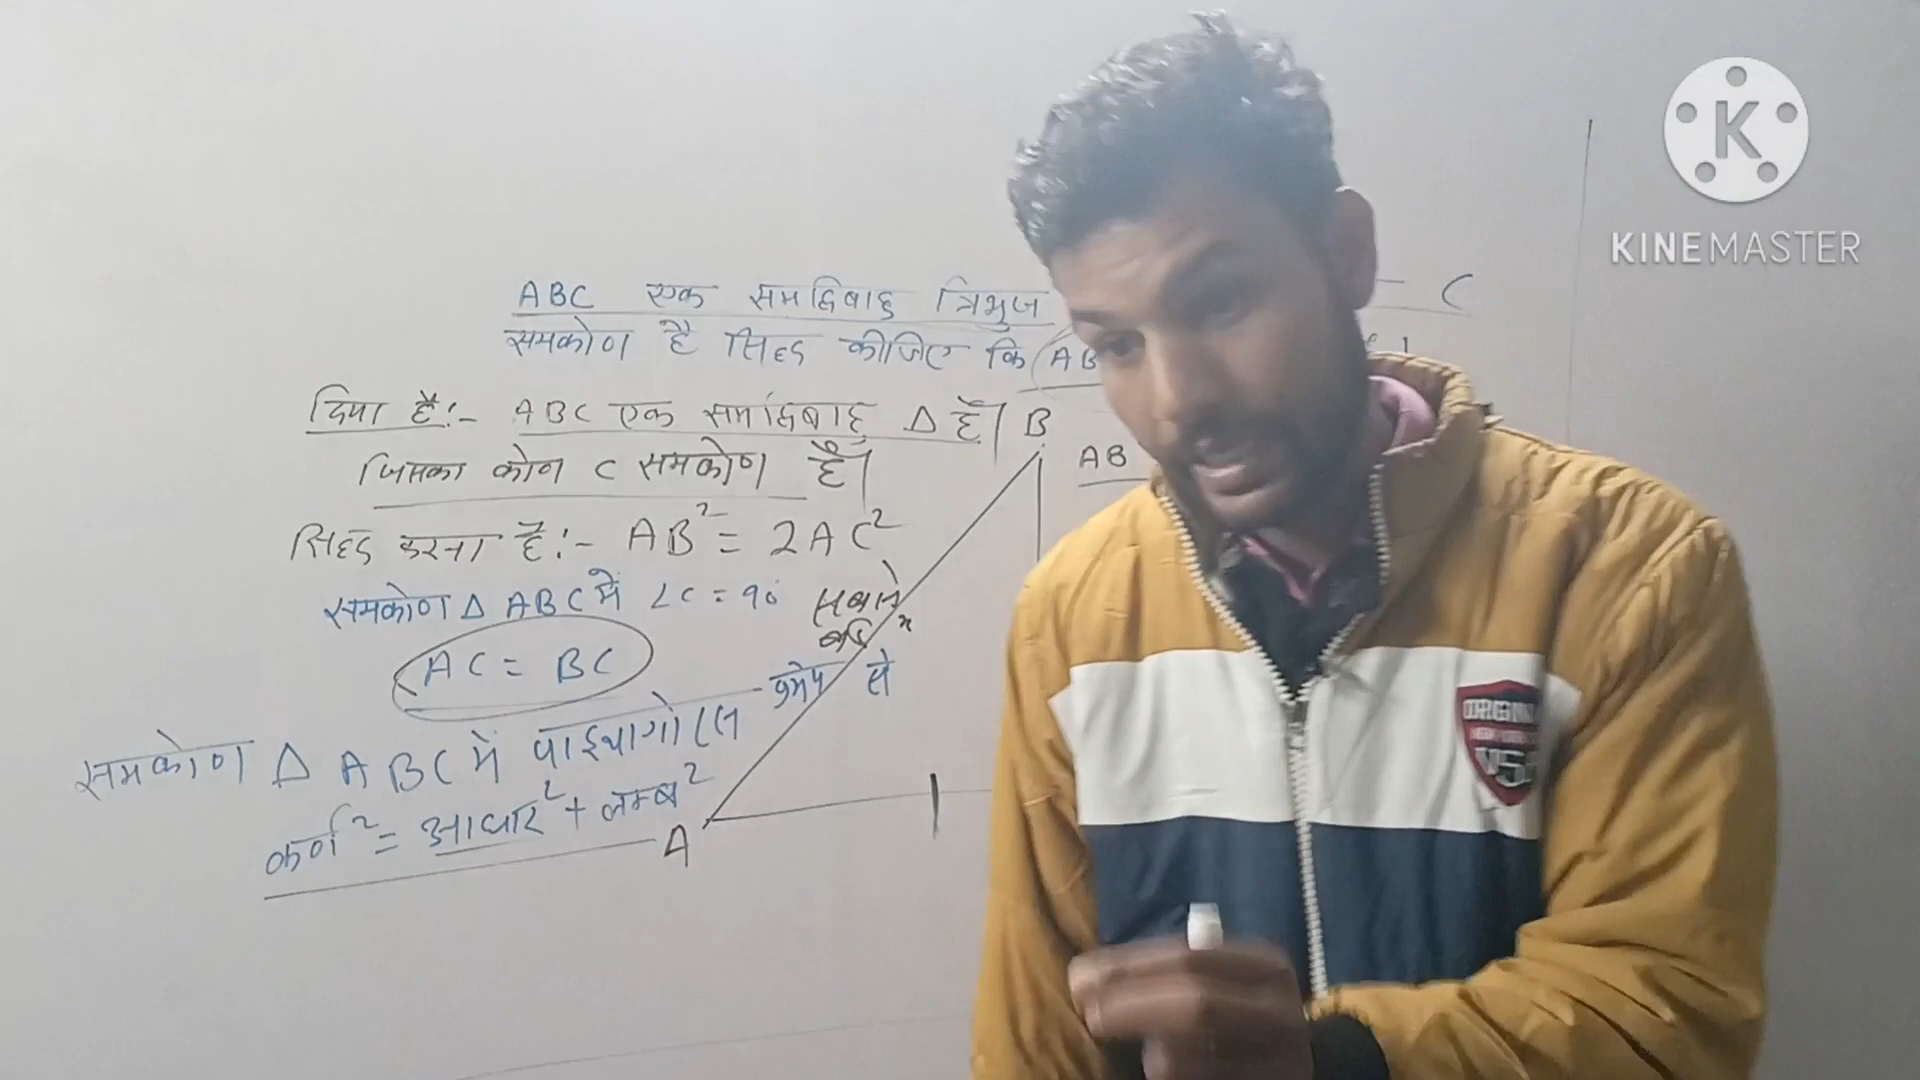 K
KINEMASTER
ABC एक समद्विबाहु त्रिभुज C
समकोण है सिद्ध कीजिए कि AB
दिया है:- ABC एक समद्विबाहु Δ है।
जिसका कोण C समकोण है।
सिद्ध करना है:- AB² = 2AC²
समकोण Δ ABC में ∠C = 90°
AC = BC
समकोण Δ ABC में पाइथागोरस प्रमेय से
कर्ण² = आधार² + लम्ब²
B
AB
A